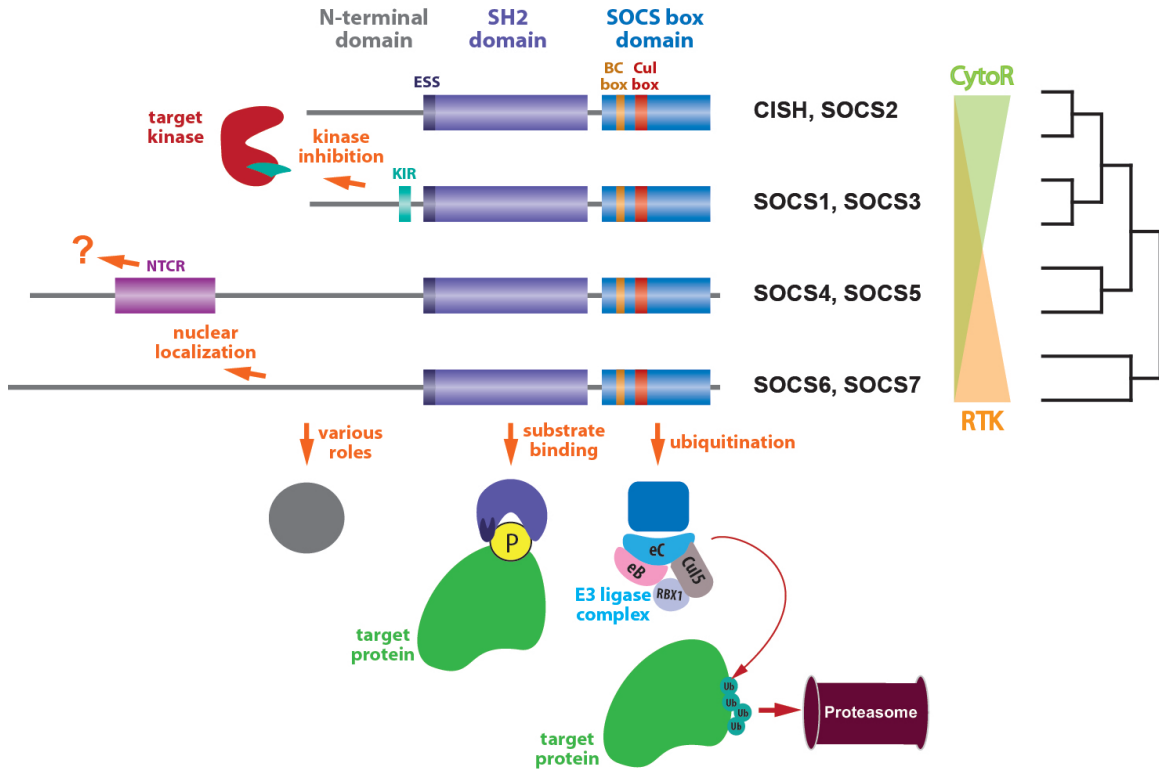 N-terminal
domain
SH2
domain
SOCS box
domain
BC
box
Cul
box
ESS
CytoR
target
kinase
kinase
inhibition
KIR
CISH, SOCS2
SOCS1, SOCS3
?
NTCR
SOCS4, SOCS5
nuclear
localization
SOCS6, SOCS7
RTK
various
roles
substrate
binding
ubiquitination
P
eC
eB
Cul5
RBX1
E3 ligase
complex
target
protein
Ub
Ub
Ub
Ub
Proteasome
target
protein